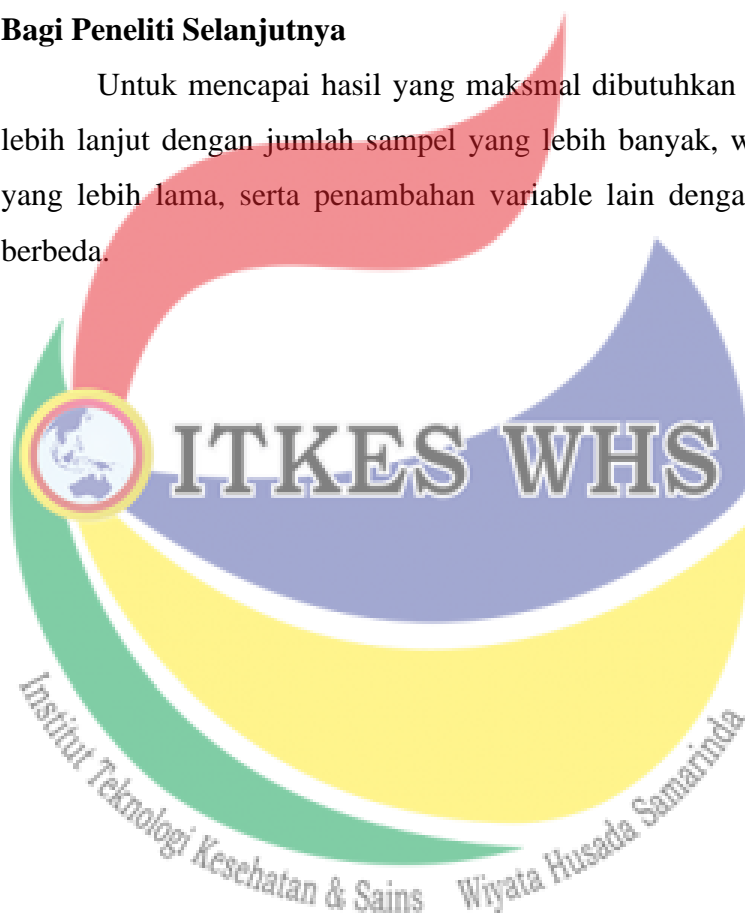 Bagi Peneliti Selanjutnya
Untuk mencapai hasil yang maksmal dibutuhkan
lebih lanjut dengan jumlah sampel yang lebih banyak, w
yang lebih lama, serta penambahan variable lain denga
berbeda.
ITKES WHS
Institut Teknologi Kesehatan & Sains Wiyata Husada Samarinda